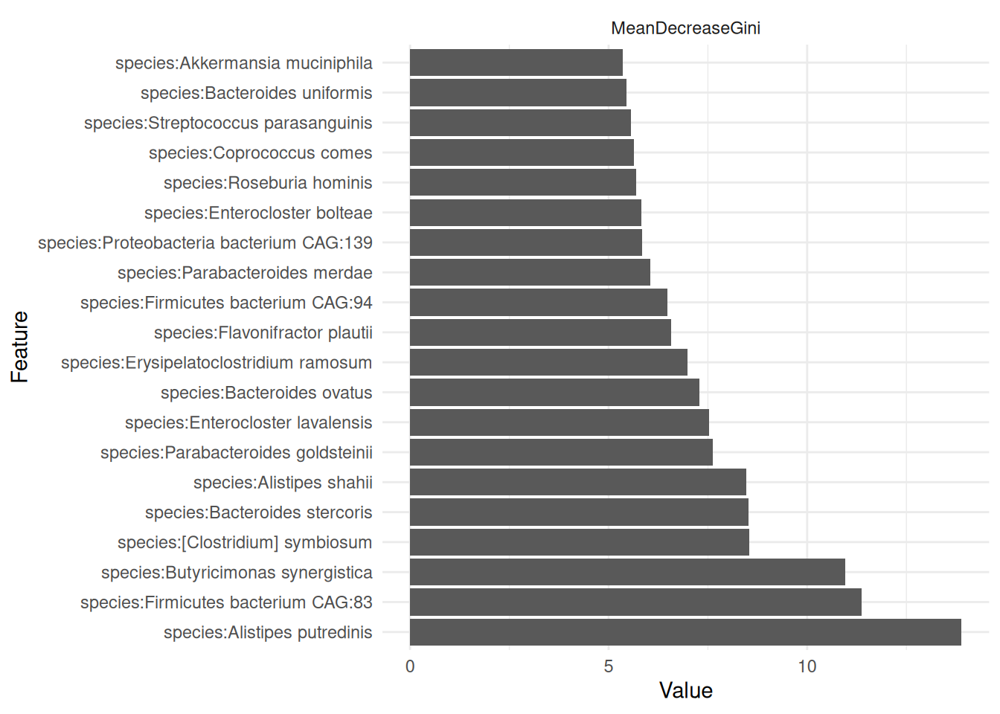 MeanDecreaseGini
species:Akkermansia muciniphila
species:Bacteroides uniformis
species:Streptococcus parasanguinis
species:Coprococcus comes
species:Roseburia hominis
species:Enterocloster bolteae
species:Proteobacteria bacterium CAG:139
species:Parabacteroides merdae
species:Firmicutes bacterium CAG:94
species:Flavonifractor plautii
species:Erysipelatoclostridium ramosum
species:Bacteroides ovatus
species:Enterocloster lavalensis
species:Parabacteroides goldsteinii
species:Alistipes shahii
species:Bacteroides stercoris
species:[Clostridium] symbiosum
species:Butyricimonas synergistica
species:Firmicutes bacterium CAG:83
species:Alistipes putredinis
Feature
0 5 10
Value